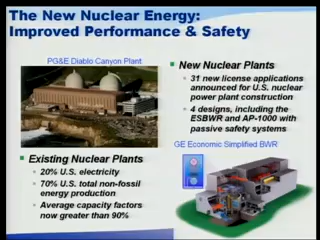 The New Nuclear Energy:
Improved Performance & Safety
PG&E Diablo Canyon Plant
New Nuclear Plants
31 new license applications
announced for U.S. nuclear
power plant construction
4 designs, including the
ESBWR and AP-1000 with
passive safety systems
GE Economic Simplified BWR
Existing Nuclear Plants
20% U.S. electricity
70% U.S. total non-fossil
energy production
Average capacity factors
now greater than 90%